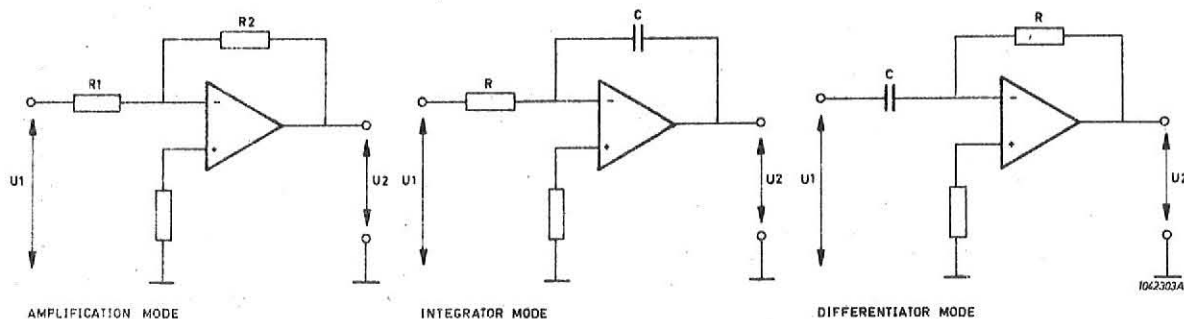 R2
R1
-
+
U1
U2
AMPLIFICATION MODE
C
R
-
+
U1
U2
INTEGRATOR MODE
R
C
-
+
U1
U2
DIFFERENTIATOR MODE
1042303A